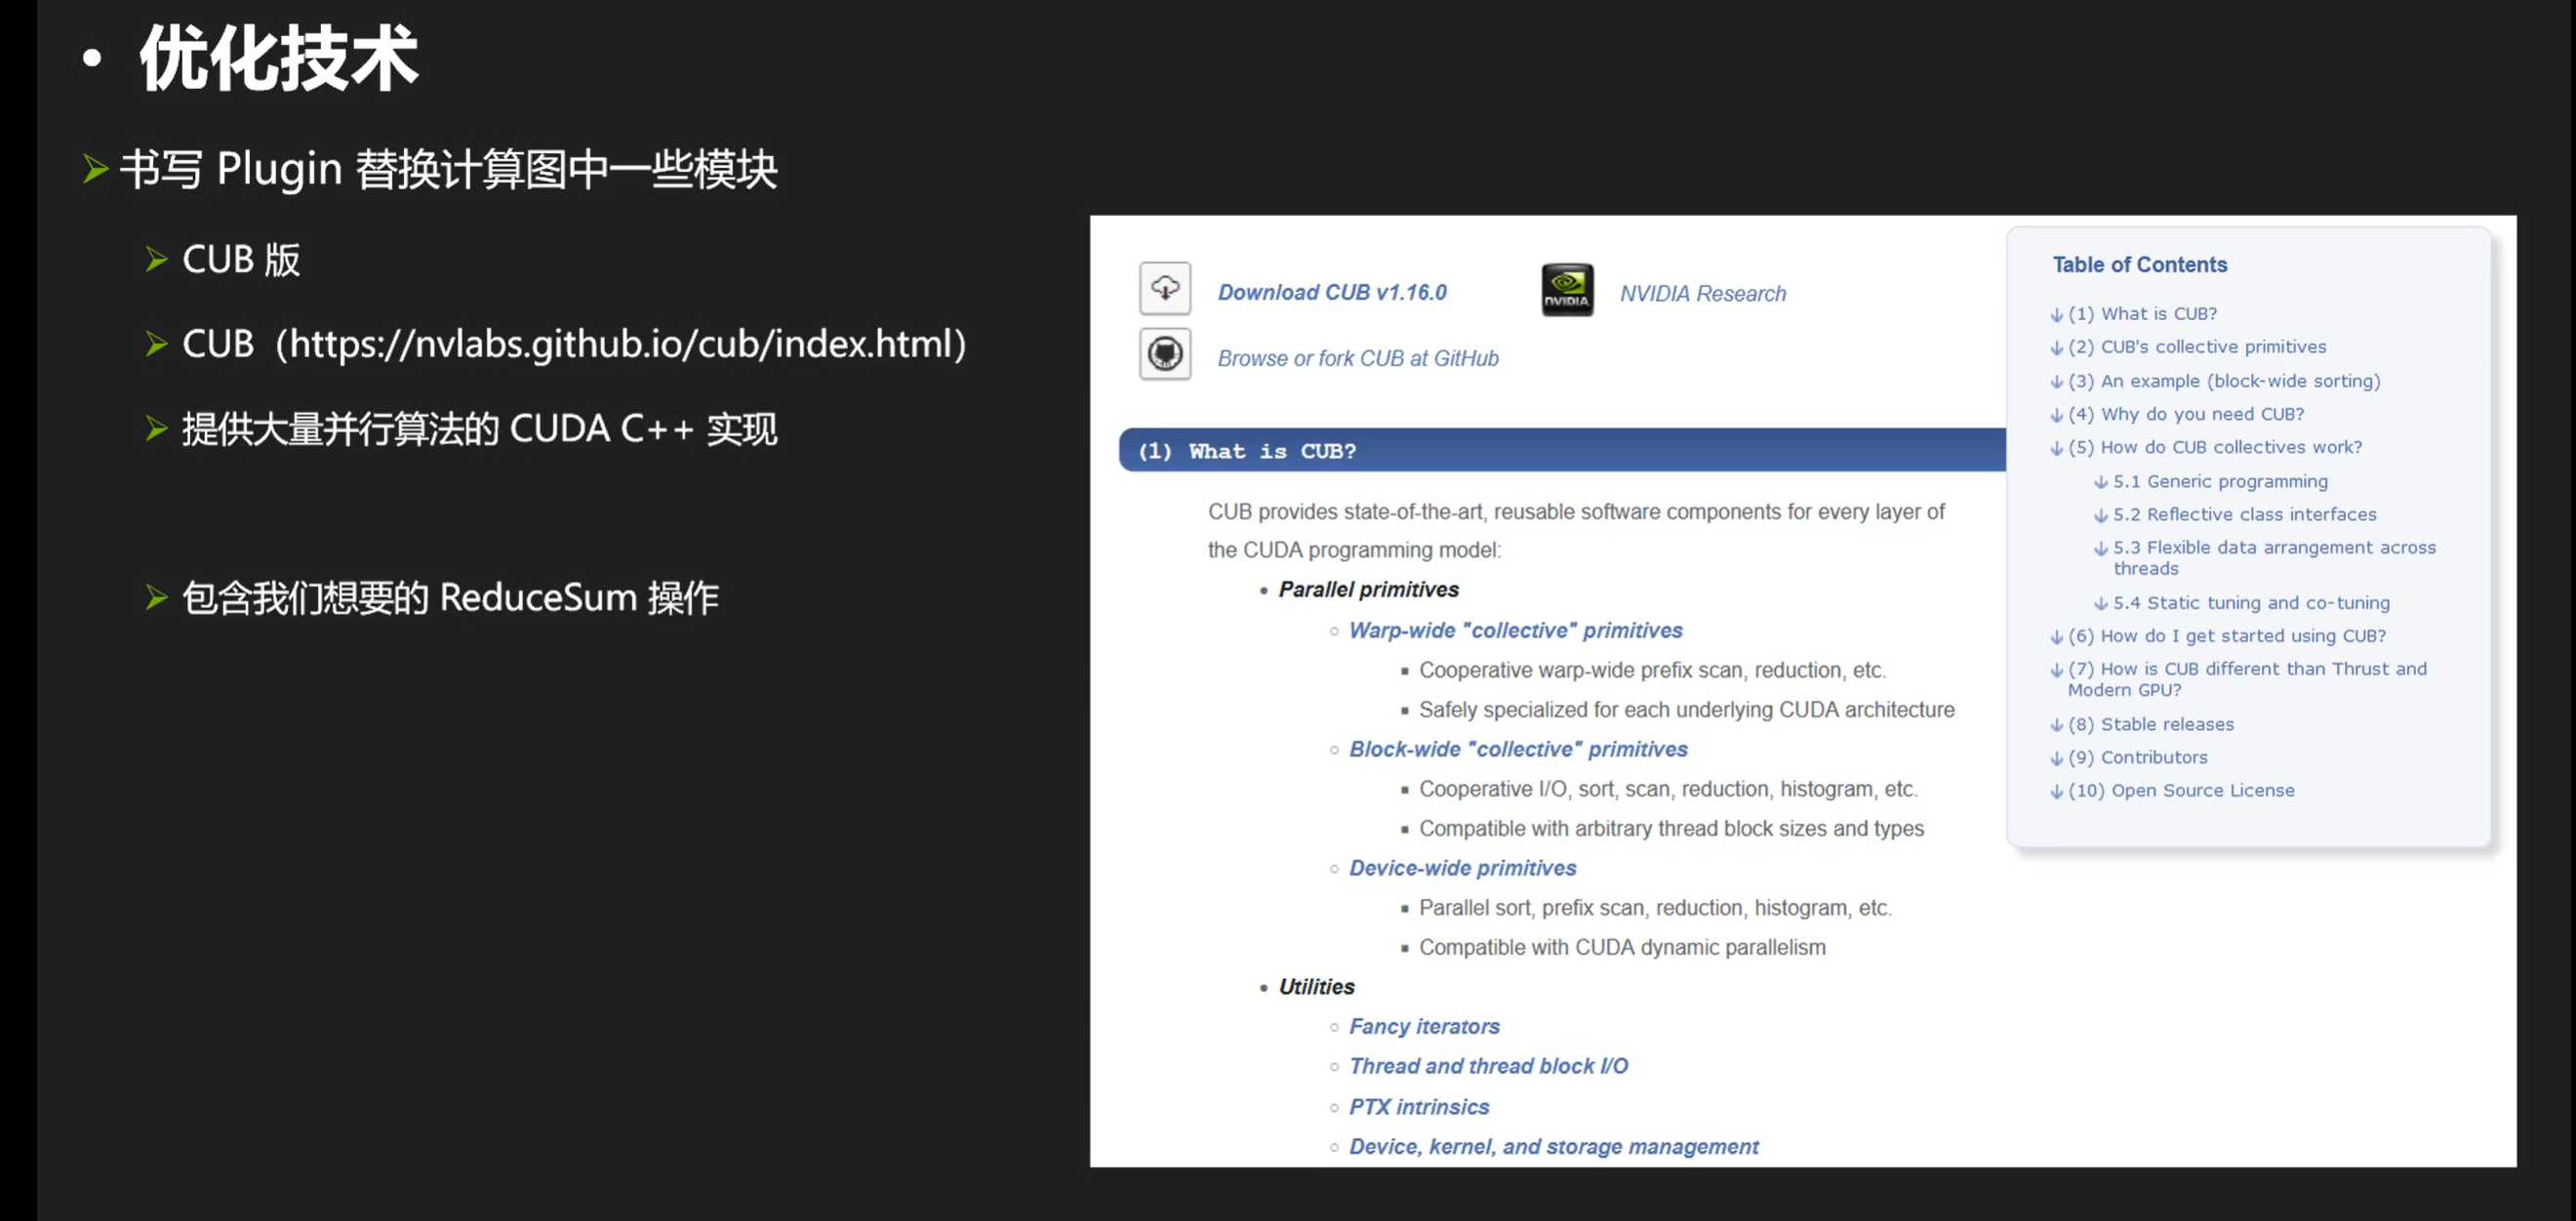 • 优化技术
书写 Plugin 替换计算图中一些模块
CUB 版
CUB（https://nvlabs.github.io/cub/index.html）
提供大量并行算法的 CUDA C++ 实现
包含我们想要的 ReduceSum 操作
Download CUB v1.16.0
NVIDIA
NVIDIA Research
Browse or fork CUB at GitHub
(1) What is CUB?
CUB provides state-of-the-art, reusable software components for every layer of
the CUDA programming model:
• Parallel primitives
Warp-wide "collective" primitives
Cooperative warp-wide prefix scan, reduction, etc.
Safely specialized for each underlying CUDA architecture
Block-wide "collective" primitives
Cooperative I/O, sort, scan, reduction, histogram, etc.
Compatible with arbitrary thread block sizes and types
Device-wide primitives
Parallel sort, prefix scan, reduction, histogram, etc.
Compatible with CUDA dynamic parallelism
• Utilities
Fancy iterators
Thread and thread block I/O
PTX intrinsics
Device, kernel, and storage management
Table of Contents
↓ (1) What is CUB?
↓ (2) CUB's collective primitives
↓ (3) An example (block-wide sorting)
↓ (4) Why do you need CUB?
↓ (5) How do CUB collectives work?
↓ 5.1 Generic programming
↓ 5.2 Reflective class interfaces
↓ 5.3 Flexible data arrangement across
threads
↓ 5.4 Static tuning and co-tuning
↓ (6) How do I get started using CUB?
↓ (7) How is CUB different than Thrust and
Modern GPU?
↓ (8) Stable releases
↓ (9) Contributors
↓ (10) Open Source License